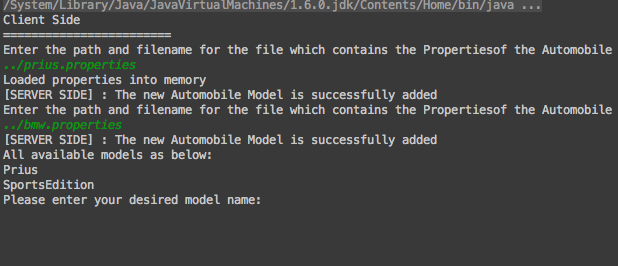 /System/Library/Java/JavaVirtualMachines/1.6.0.jdk/Contents/Home/bin/java ...
Client Side
========================
Enter the path and filename for the file which contains the Propertiesof the Automobile
../prius.properties
Loaded properties into memory
[SERVER SIDE] : The new Automobile Model is successfully added
Enter the path and filename for the file which contains the Propertiesof the Automobile
../bmw.properties
[SERVER SIDE] : The new Automobile Model is successfully added
All available models as below:
Prius
SportsEdition
Please enter your desired model name: